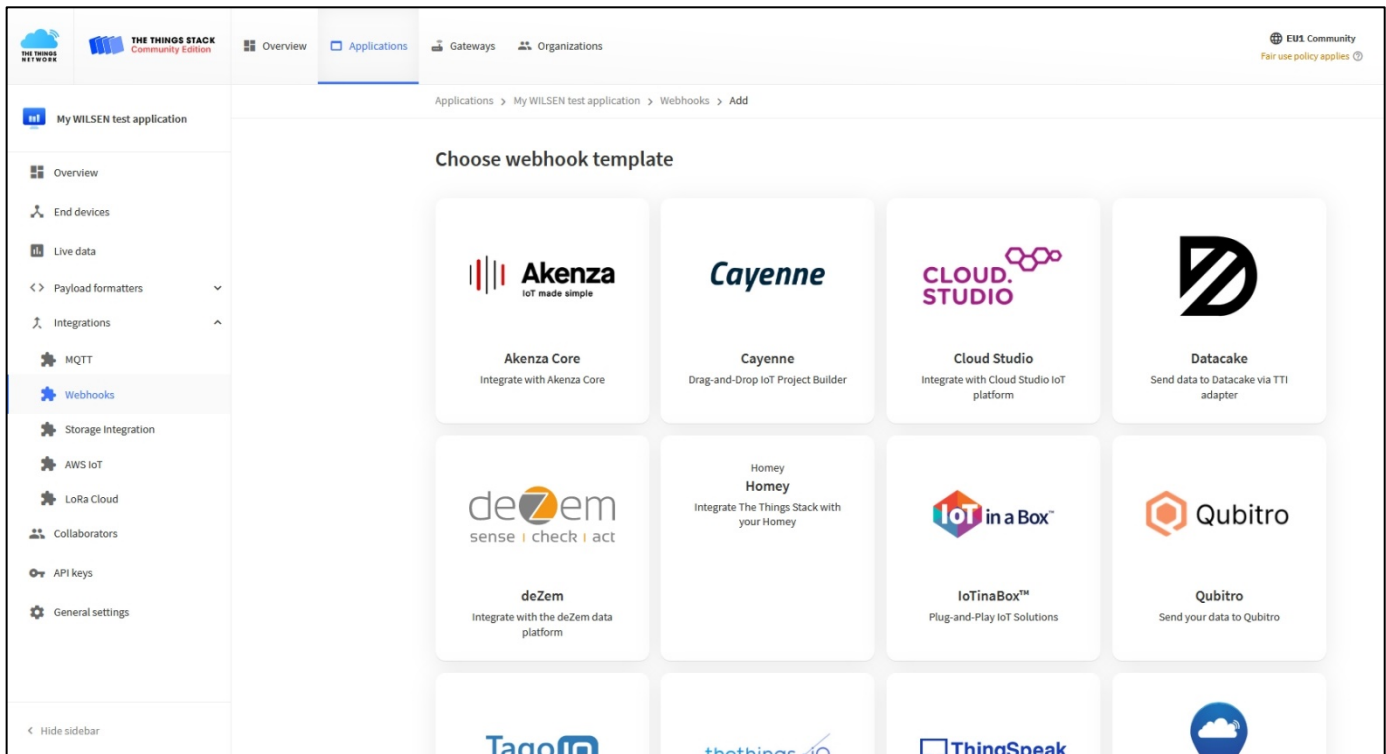 THE THINGS
NETWORK
THE THINGS STACK
Community Edition
Overview
Applications
Gateways
Organizations
EU1 Community
Fair use policy applies
My WILSEN test application
Overview
End devices
Live data
Payload formatters
Integrations
MQTT
Webhooks
Storage Integration
AWS IoT
LoRa Cloud
Collaborators
API keys
General settings
Hide sidebar
Applications > My WILSEN test application > Webhooks > Add
Choose webhook template
Akenza
IoT made simple
Akenza Core
Integrate with Akenza Core
Cayenne
Cayenne
Drag-and-Drop IoT Project Builder
CLOUD.
STUDIO
Cloud Studio
Integrate with Cloud Studio IoT
platform
Datacake
Send data to Datacake via TTI
adapter
deZem
sense | check | act
deZem
Integrate with the deZem data
platform
Homey
Homey
Integrate The Things Stack with
your Homey
IoT in a Box™
IoTinaBox™
Plug-and-Play IoT Solutions
Qubitro
Qubitro
Send your data to Qubitro
TagoIO
thethings.iO
ThingSpeak